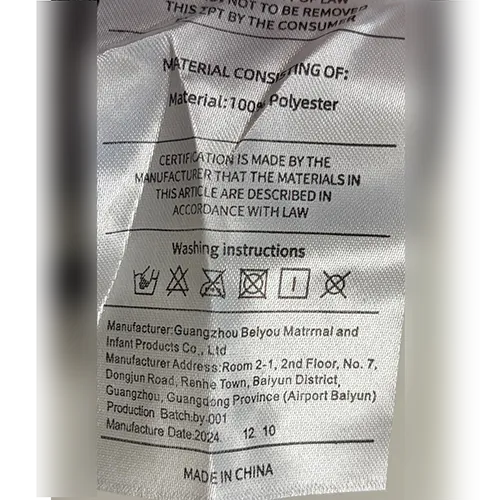 NOT TO BE REMOVED
THIS ZPT BY THE CONSUMER
MATERIAL CONSISTING OF:
Material:100% Polyester
CERTIFICATION IS MADE BY THE
MANUFACTURER THAT THE MATERIALS IN
THIS ARTICLE ARE DESCRIBED IN
ACCORDANCE WITH LAW
Washing instructions
Manufacturer:Guangzhou Beiyou Matrrnal and
Infant Products Co., Ltd
Manufacturer Address:Room 2-1, 2nd Floor, No. 7,
Dongjun Road, Renhe Town, Baiyun District,
Guangzhou, Guangdong Province (Airport Baiyun)
Production Batch:by.001
Manufacture Date:2024 12 10
MADE IN CHINA